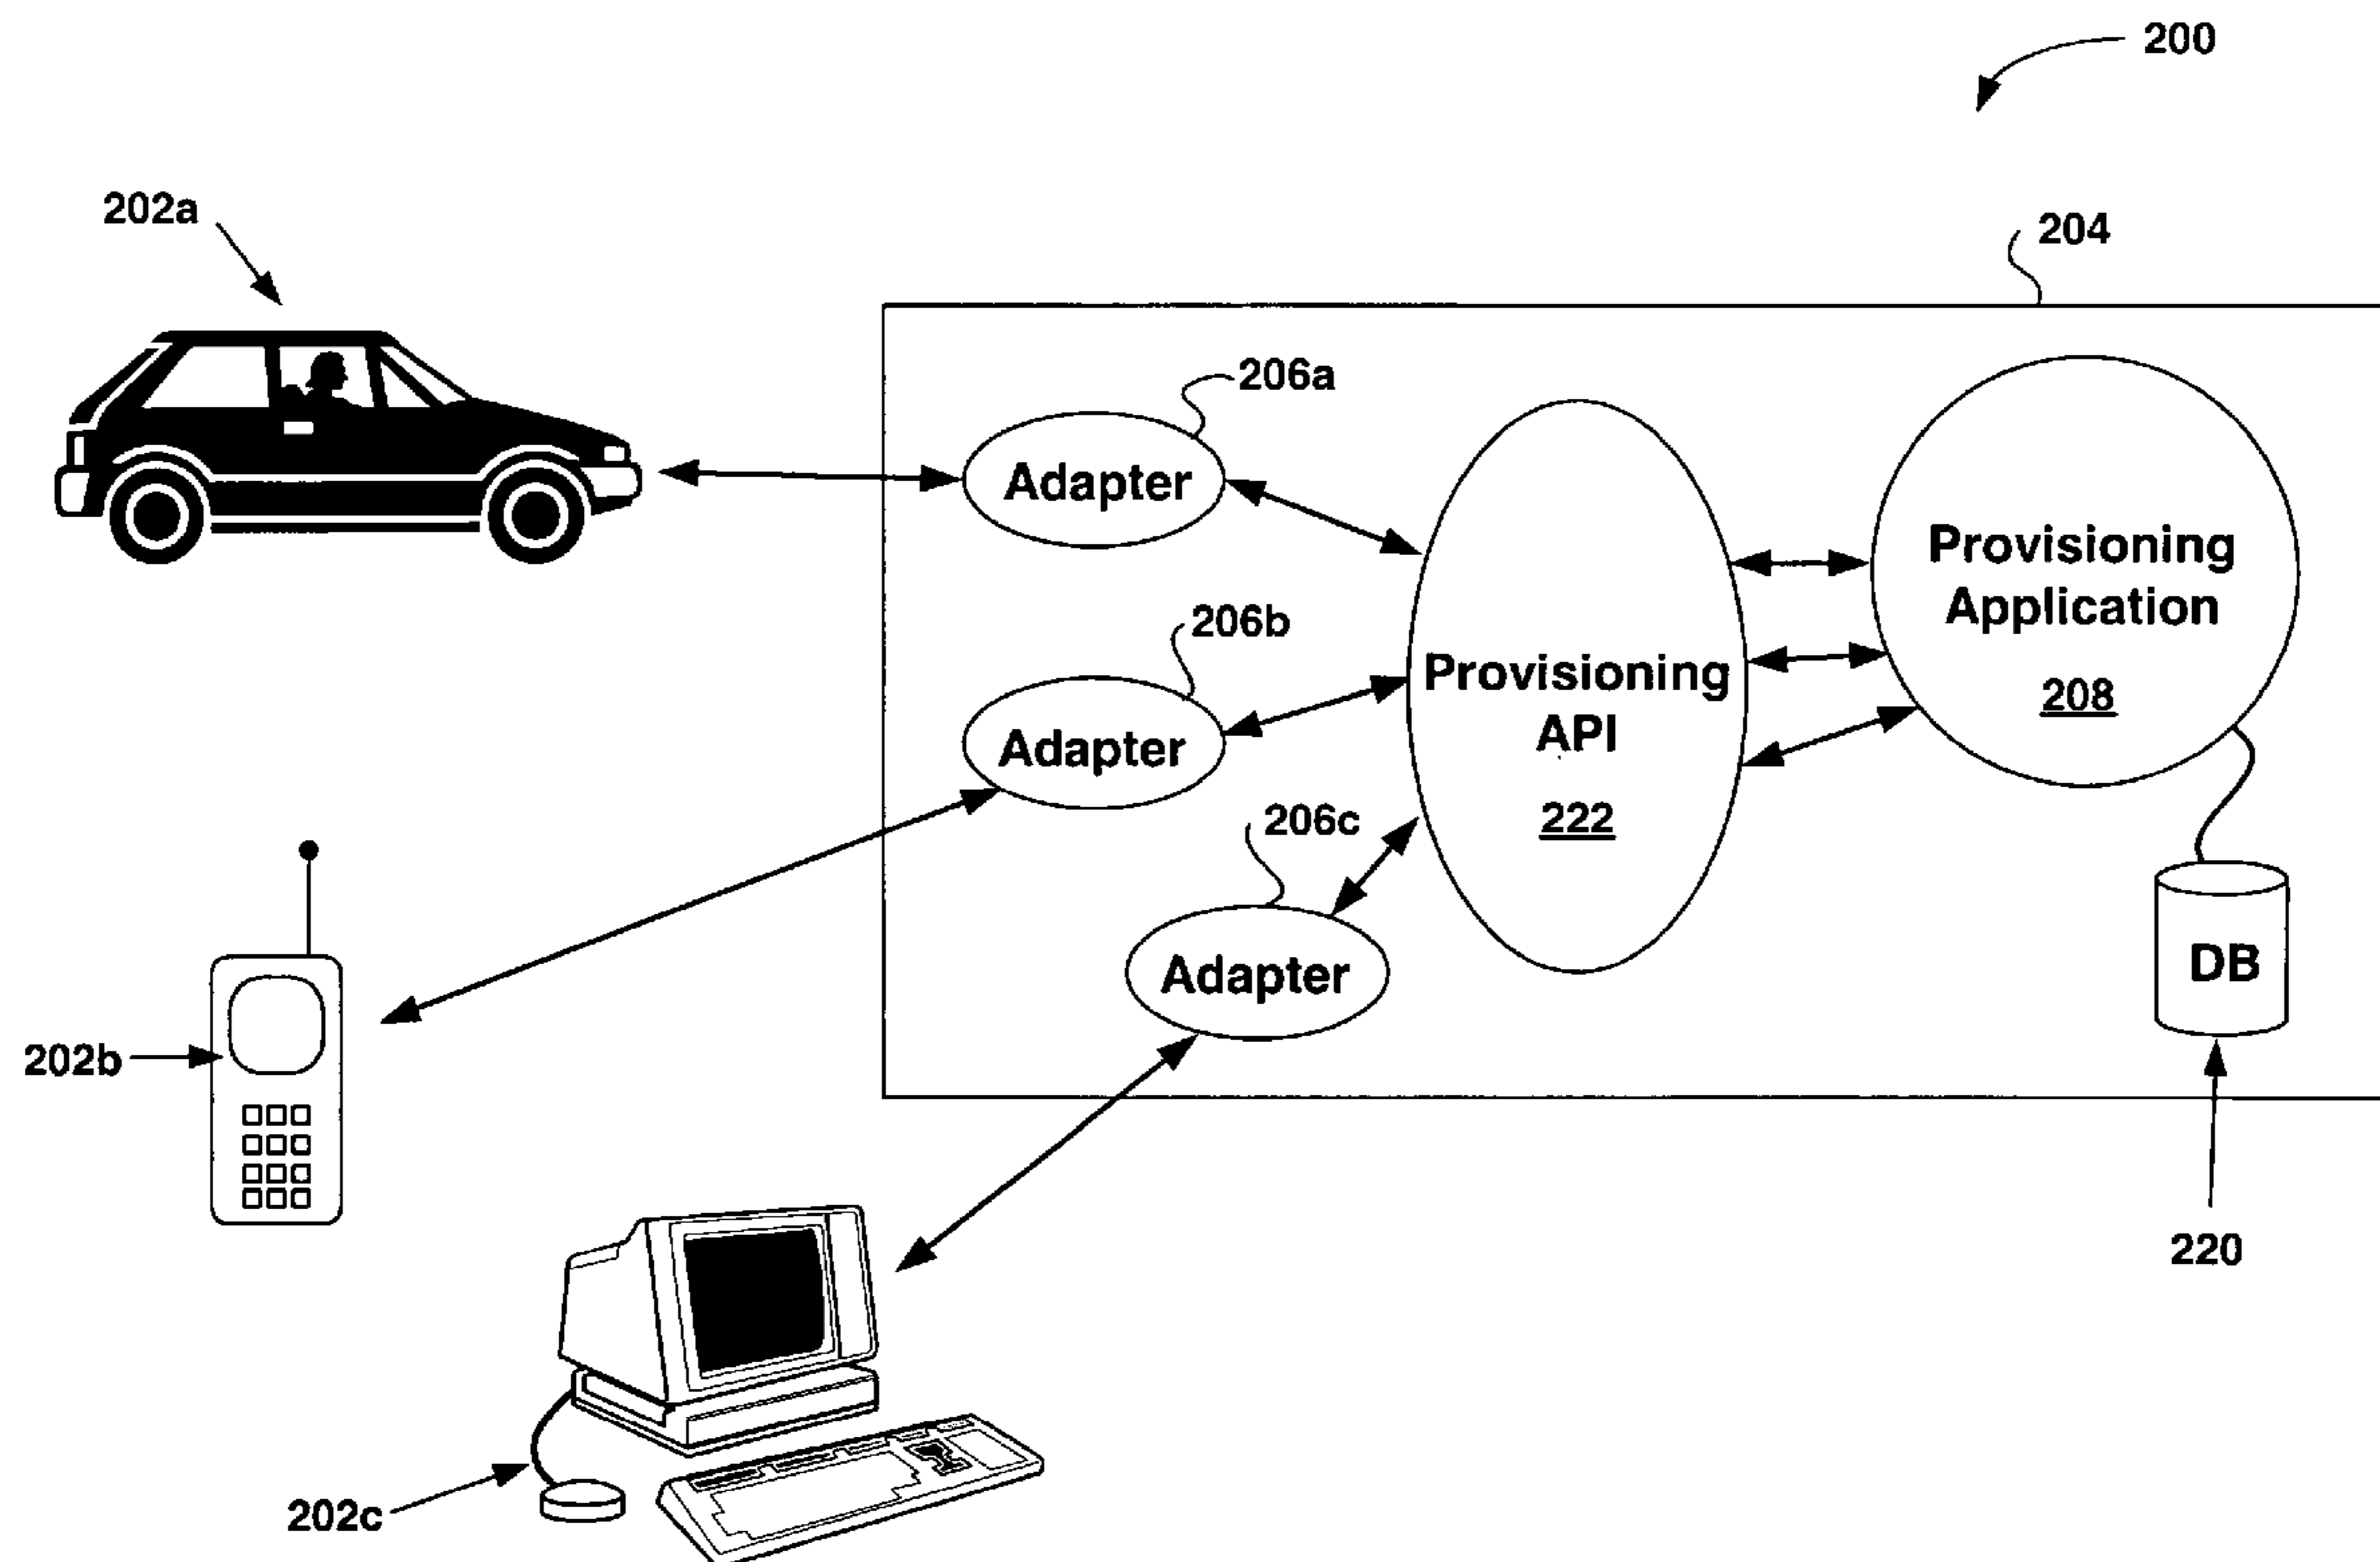 200
202a
204
206a
Adapter
Provisioning
Application
208
206b
Adapter
Provisioning
API
222
206c
Adapter
DB
202b
220
202c